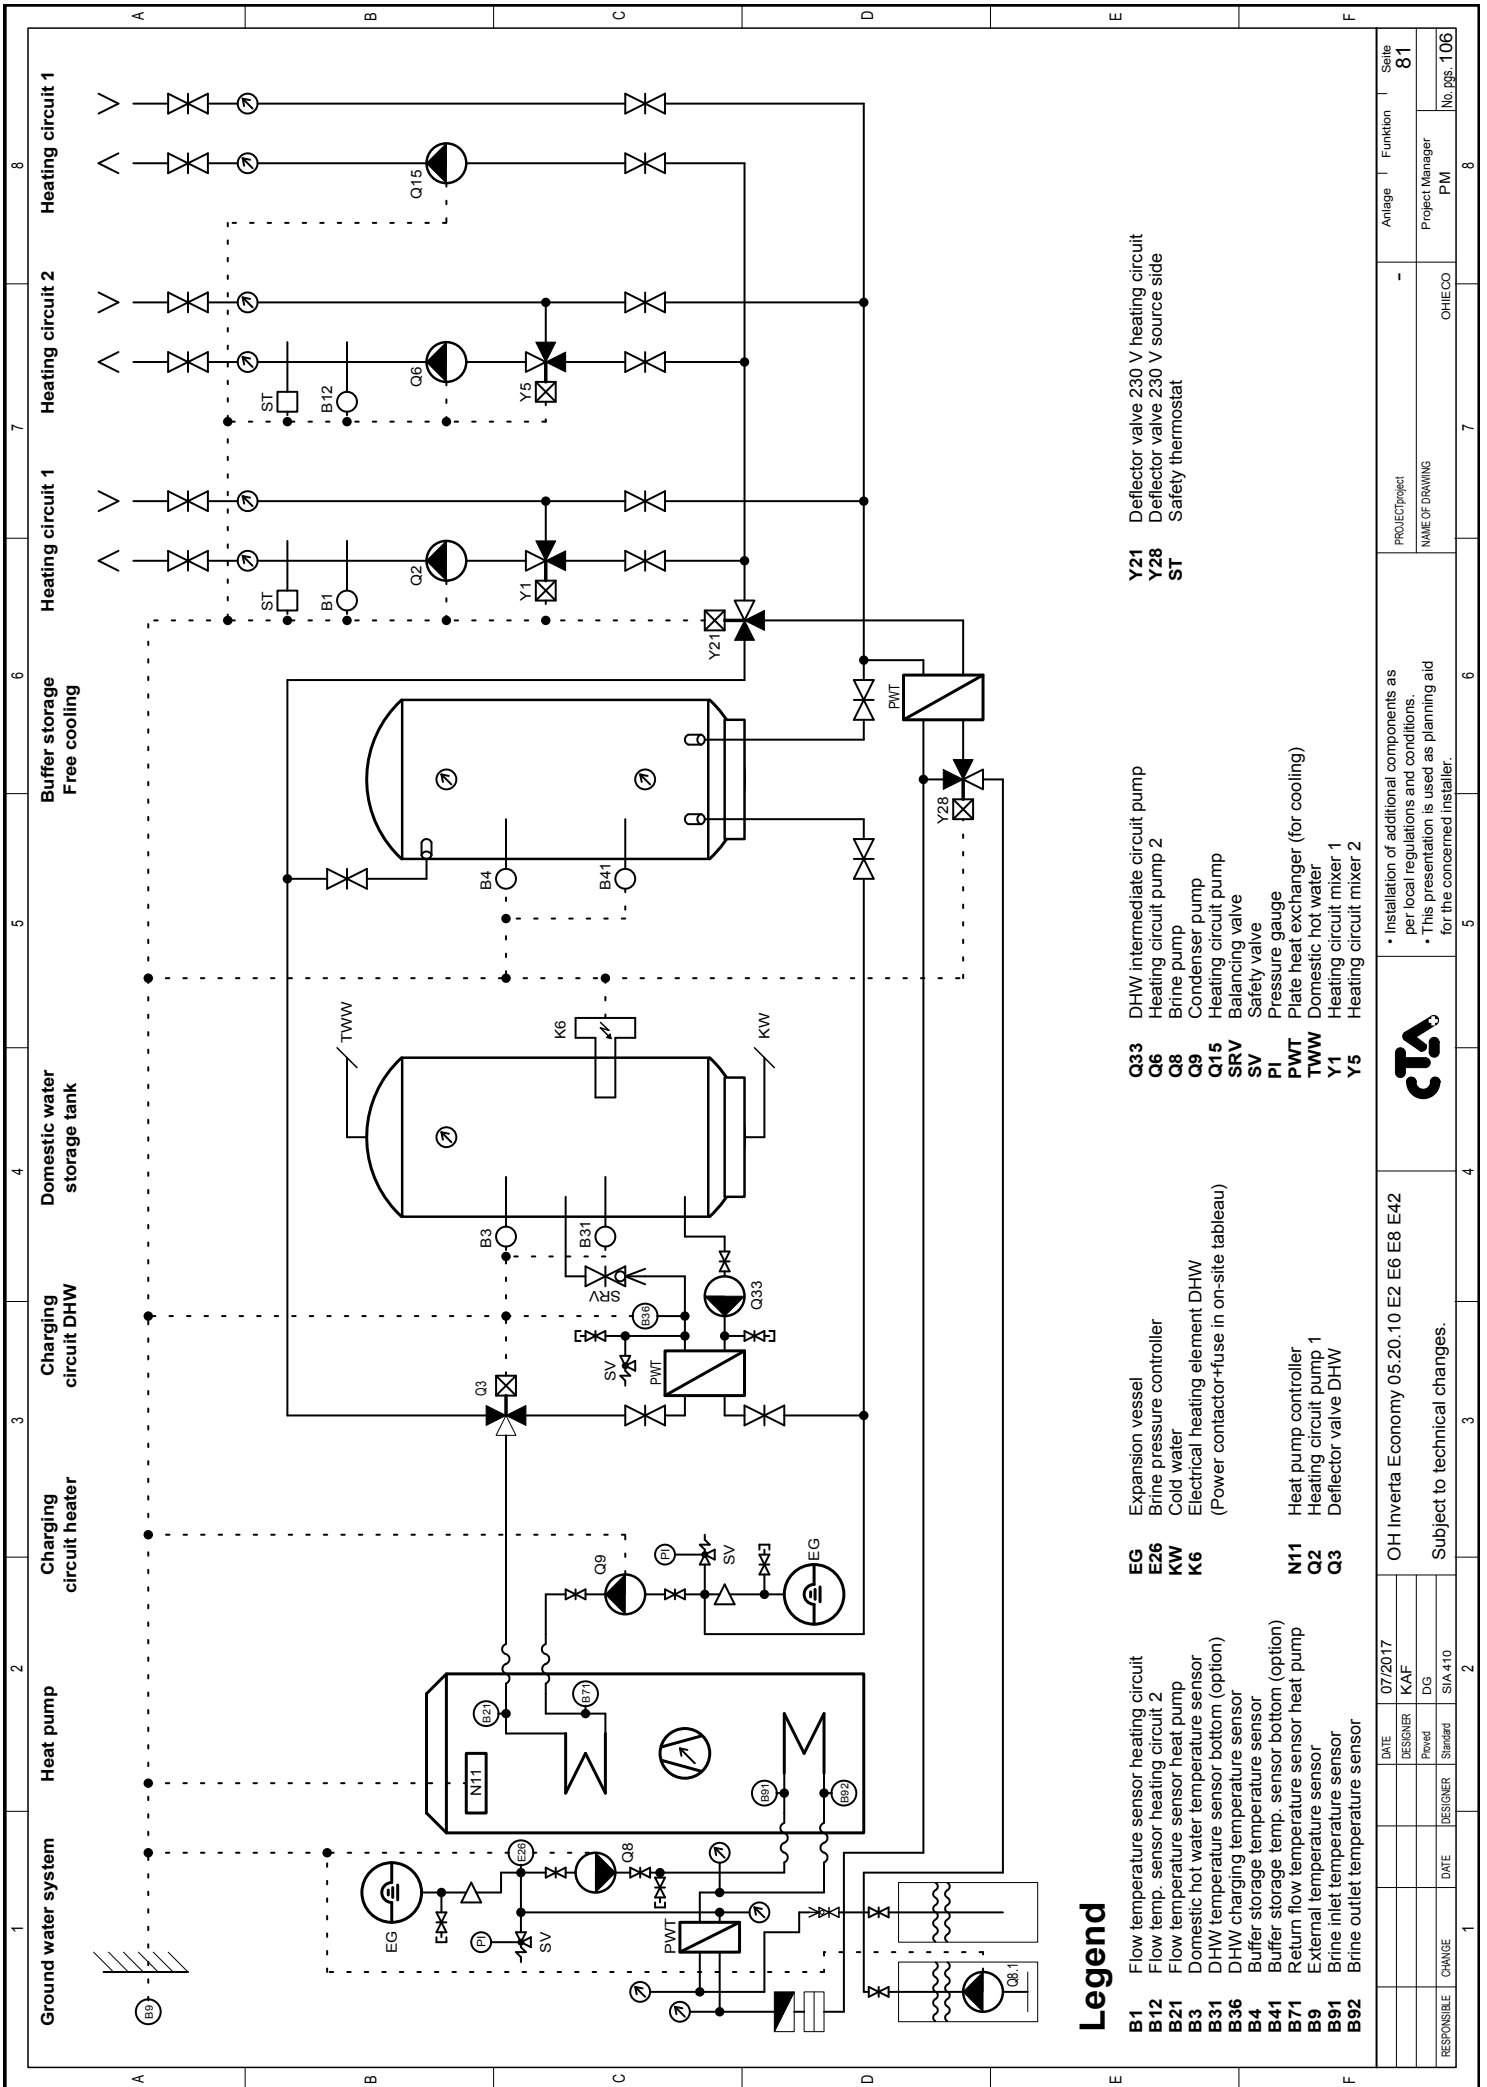 1
2
3
4
5
6
7
8
A
B
C
D
E
F
Ground water system
Heat pump
Charging
circuit heater
Charging
circuit DHW
Domestic water
storage tank
Buffer storage
Free cooling
Heating circuit 1
Heating circuit 2
Heating circuit 1
B9
EG
PI
SV
E26
Q8
PWT
Q8.1
N11
B21
B71
B91
B92
Q9
PI
SV
EG
Q3
SV
PWT
B36
SRV
Q33
B3
B31
TWW
K6
KW
B4
B41
Y28
PWT
Y21
ST
B1
Q2
Y1
ST
B12
Q6
Y5
Q15
Legend
B1 Flow temperature sensor heating circuit
B12 Flow temp. sensor heating circuit 2
B21 Flow temperature sensor heat pump
B3 Domestic hot water temperature sensor
B31 DHW temperature sensor bottom (option)
B36 DHW charging temperature sensor
B4 Buffer storage temperature sensor
B41 Buffer storage temp. sensor bottom (option)
B71 Return flow temperature sensor heat pump
B9 External temperature sensor
B91 Brine inlet temperature sensor
B92 Brine outlet temperature sensor
EG Expansion vessel
E26 Brine pressure controller
KW Cold water
K6 Electrical heating element DHW
(Power contactor+fuse in on-site tableau)
N11 Heat pump controller
Q2 Heating circuit pump 1
Q3 Deflector valve DHW
Q33 DHW intermediate circuit pump
Q6 Heating circuit pump 2
Q8 Brine pump
Q9 Condenser pump
Q15 Heating circuit pump
SRV Balancing valve
SV Safety valve
PI Pressure gauge
PWT Plate heat exchanger (for cooling)
TWW Domestic hot water
Y1 Heating circuit mixer 1
Y5 Heating circuit mixer 2
Y21 Deflector valve 230 V heating circuit
Y28 Deflector valve 230 V source side
ST Safety thermostat
RESPONSIBLE
CHANGE
DATE
DESIGNER
DATE 07/2017
DESIGNER KAF
Proved DG
Standard SIA 410
OH Inverta Economy 05.20.10 E2 E6 E8 E42
Subject to technical changes.
CTA
• Installation of additional components as
per local regulations and conditions.
• This presentation is used as planning aid
for the concerned installer.
PROJECTproject -
NAME OF DRAWING OHIECO
Anlage Funktion Seite
81
Project Manager
PM
No. pgs. 106
1
2
3
4
5
6
7
8
A
B
C
D
E
F